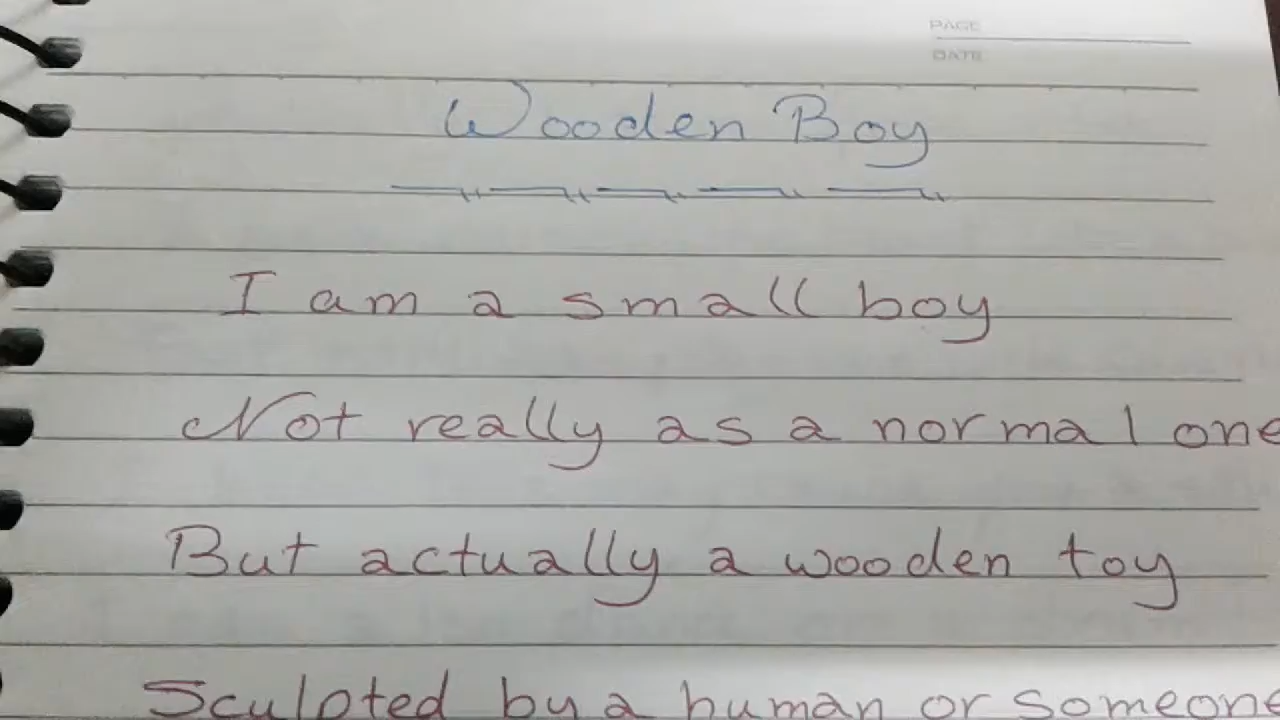 PAGE
DATE
Wooden Boy
I am a small boy
Not really as a normal one
But actually a wooden toy
Sculpted by a human or someone